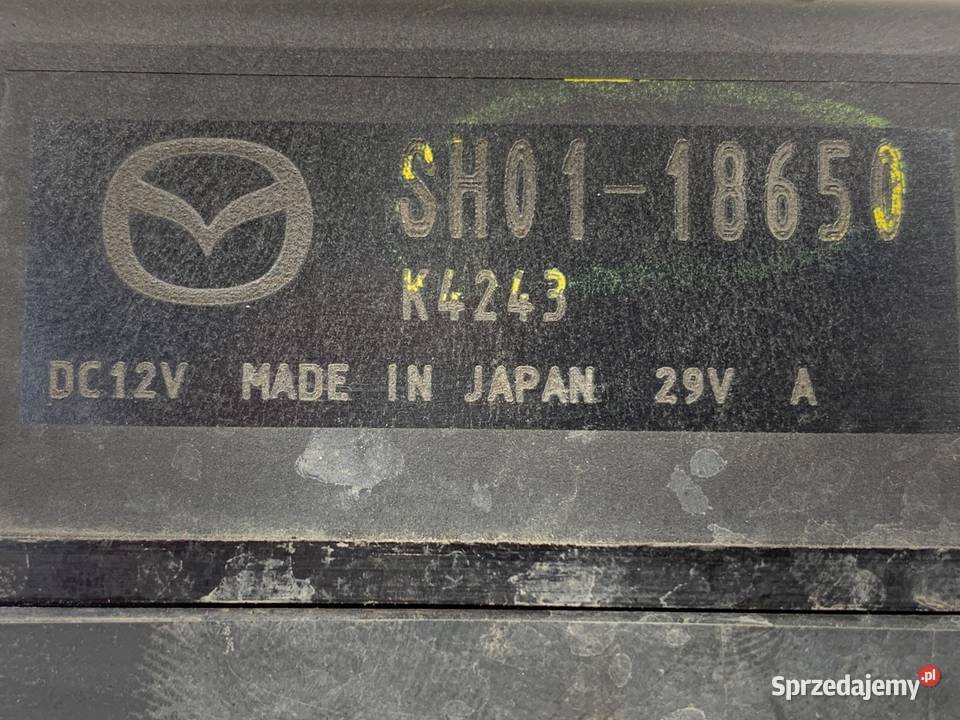 SH01-18650
K4243
DC12V MADE IN JAPAN 29V A
Sprzedajemy.pl